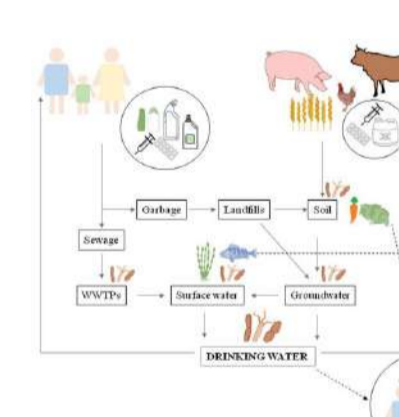 Garbage
Landfills
Soil
Sewage
WWTPs
Surface water
Groundwater
DRINKING WATER